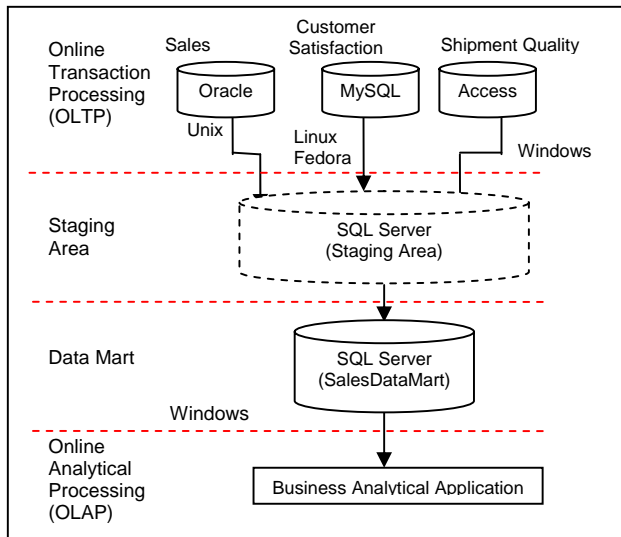 Online
Transaction
Processing
(OLTP)
Sales
Customer
Satisfaction
Shipment Quality
Oracle
MySQL
Access
Unix
Linux
Fedora
Windows
Staging
Area
SQL Server
(Staging Area)
Data Mart
SQL Server
(SalesDataMart)
Windows
Online
Analytical
Processing
(OLAP)
Business Analytical Application